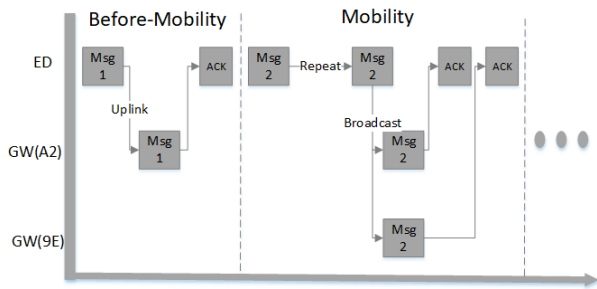 Before-Mobility
Mobility
ED
Msg
1
ACK
Msg
2
Repeat
Msg
2
ACK
ACK
Uplink
Broadcast
GW(A2)
Msg
1
Msg
2
GW(9E)
Msg
2